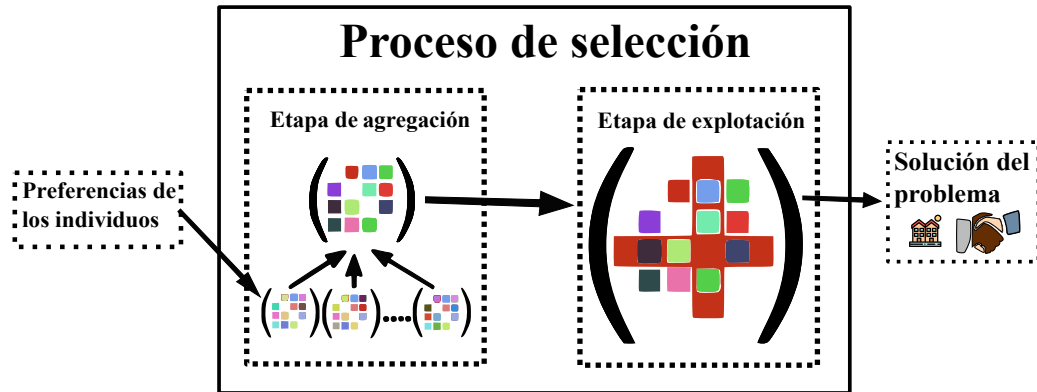 Proceso de selección
Etapa de agregación
Etapa de explotación
Preferencias de
los individuos
Solución del
problema